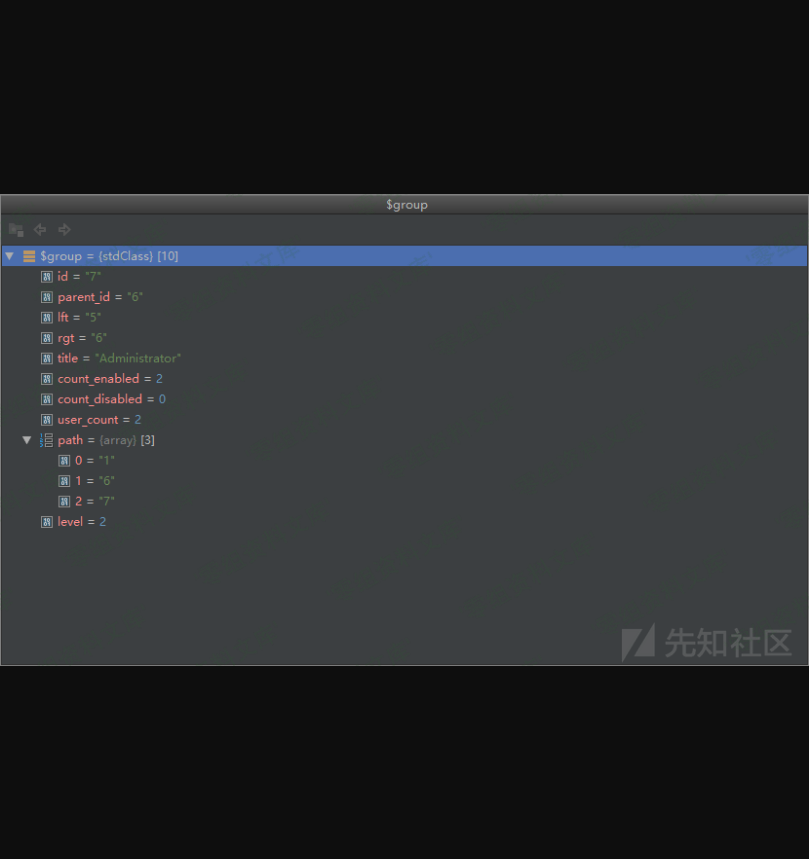 $group
$group = {stdClass} [10]
id = "7"
parent_id = "6"
lft = "5"
rgt = "6"
title = "Administrator"
count_enabled = 2
count_disabled = 0
user_count = 2
path = {array} [3]
0 = "1"
1 = "6"
2 = "7"
level = 2
先知社区